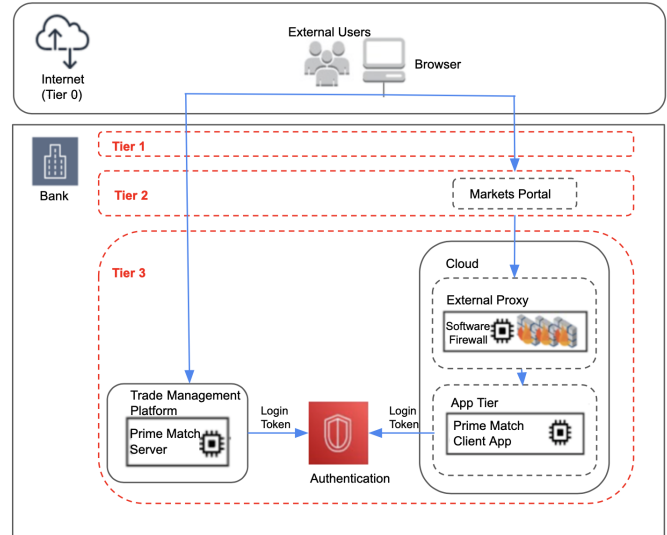 External Users
Browser
Internet
(Tier 0)
Tier 1
Bank
Tier 2
Markets Portal
Tier 3
Cloud
External Proxy
Software
Firewall
Trade Management
Platform
Prime Match
Server
Login
Token
Authentication
Login
Token
App Tier
Prime Match
Client App